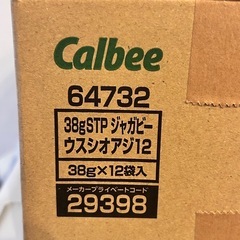 Calbee
64732
38gSTP ジャガビー
ウスシオアジ12
38g×12袋入
メーカープライベートコード
29398